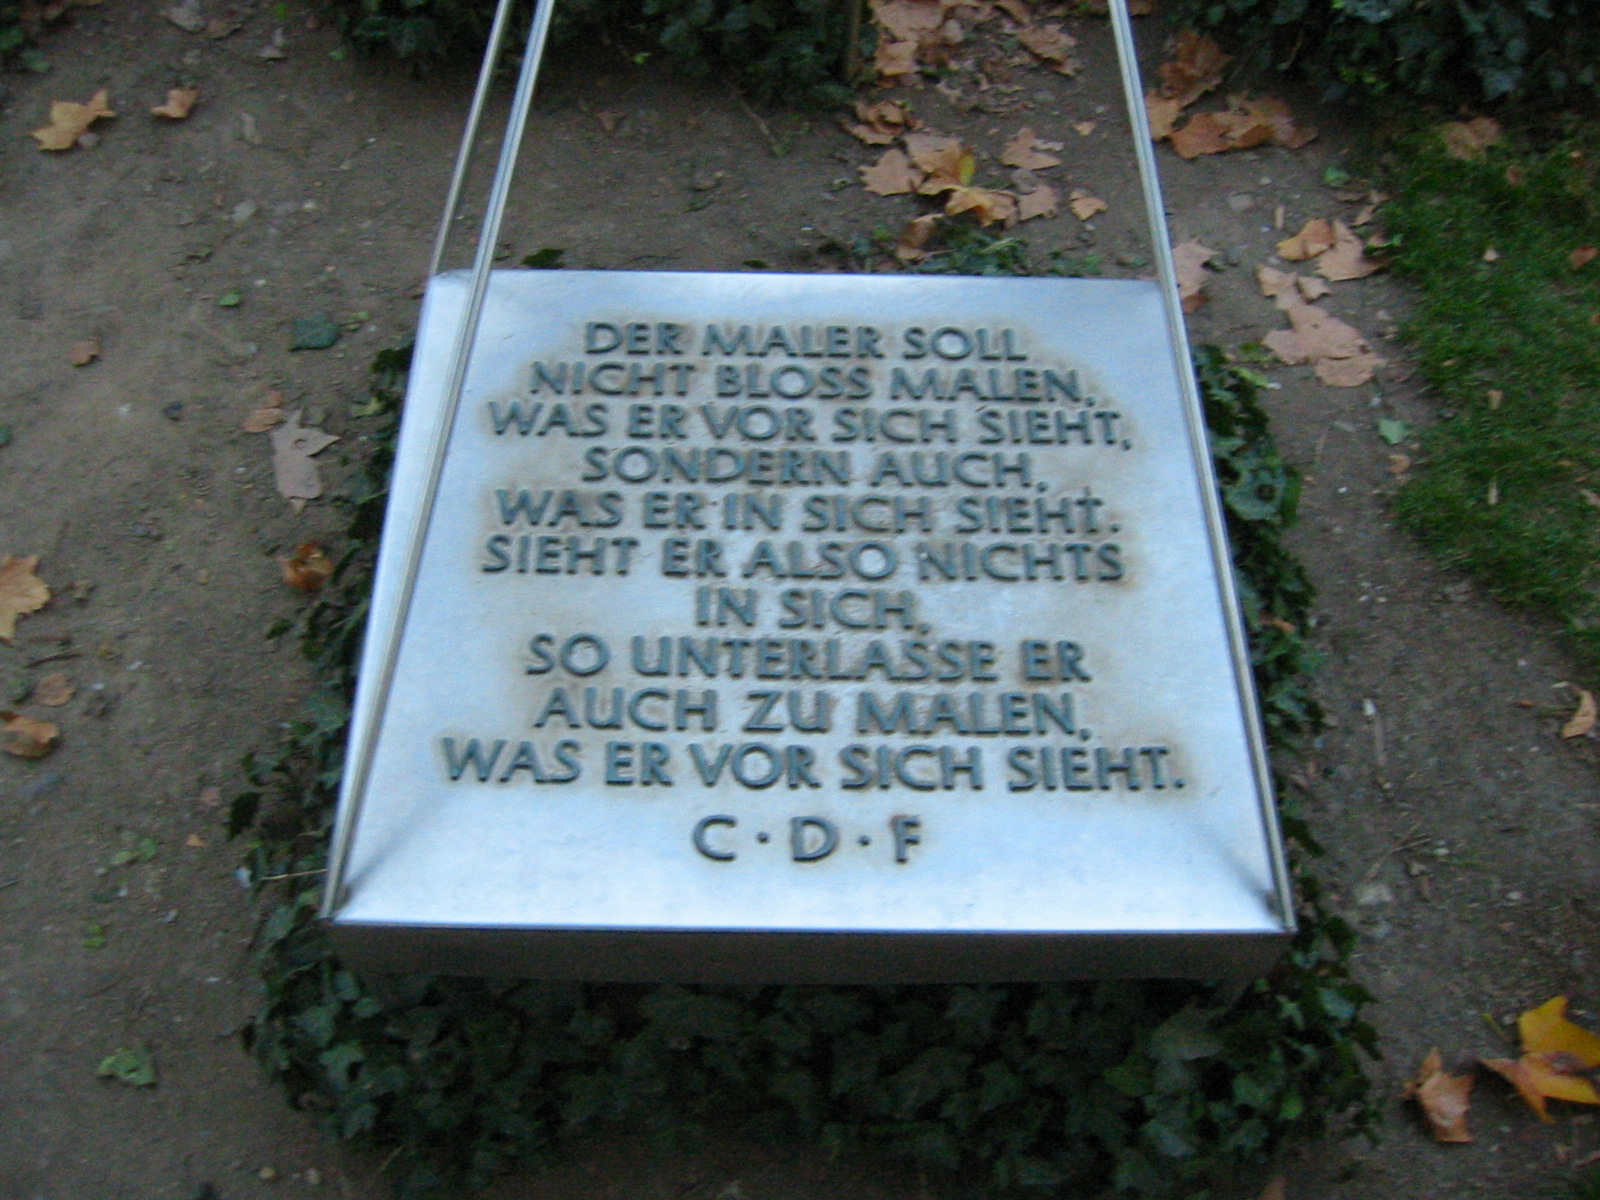 DER MALER SOLL
NICHT BLOSS MALEN,
WAS ER VOR SICH SIEHT,
SONDERN AUCH,
WAS ER IN SICH SIEHT.
SIEHT ER ALSO NICHTS
IN SICH,
SO UNTERLASSE ER
AUCH ZU MALEN,
WAS ER VOR SICH SIEHT.
C·D·F